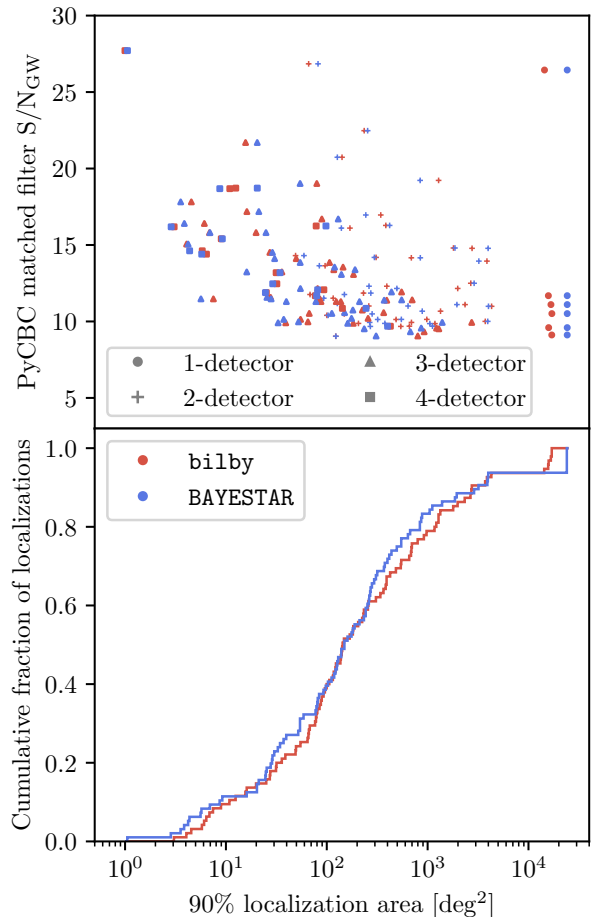 30
25
20
15
10
5
PyCBC matched filter S/N_GW
1-detector
2-detector
3-detector
4-detector
1.0
0.8
0.6
0.4
0.2
0.0
Cumulative fraction of localizations
bilby
BAYESTAR
10^0
10^1
10^2
10^3
10^4
90% localization area [deg^2]